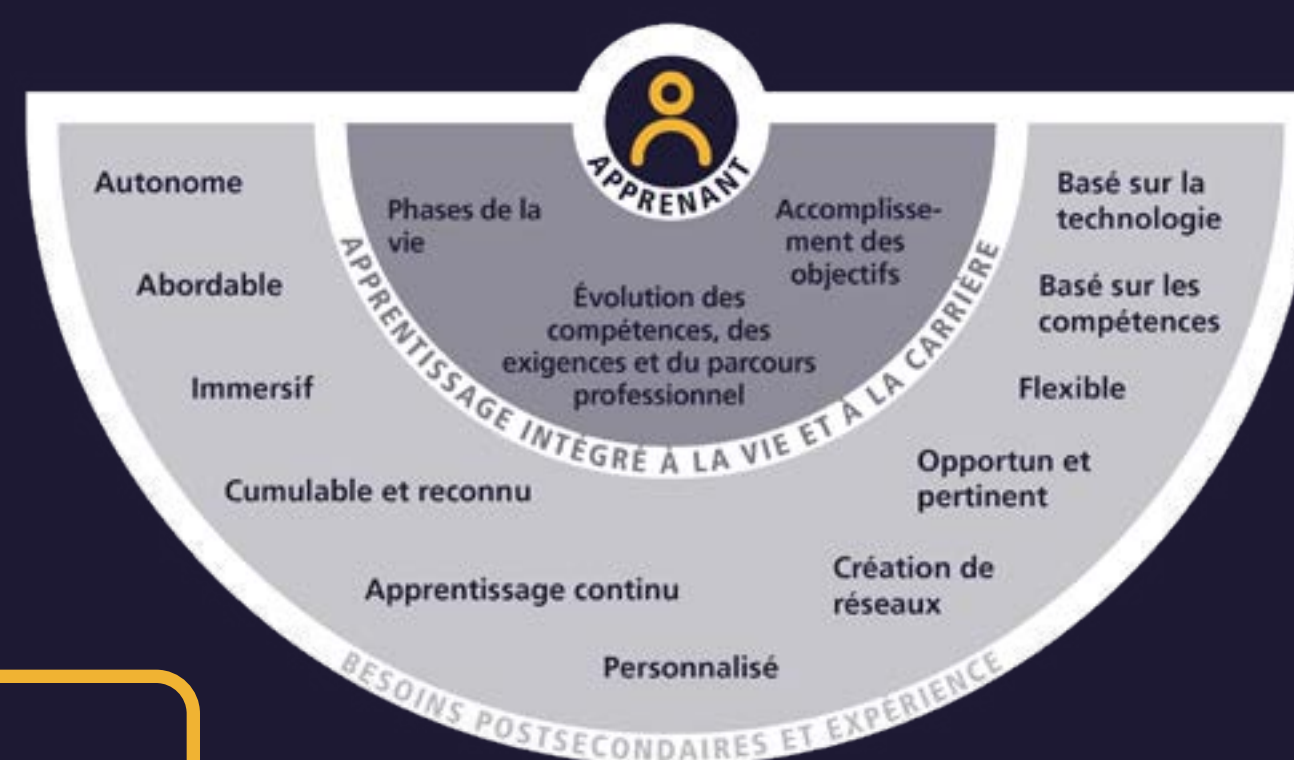 APPRENANT
Phases de la
vie
Accomplisse-
ment des
objectifs
Évolution des
compétences, des
exigences et du parcours
professionnel
APPRENTISSAGE INTÉGRÉ À LA VIE ET À LA CARRIÈRE
Autonome
Abordable
Immersif
Cumulable et reconnu
Apprentissage continu
Personnalisé
Création de
réseaux
Opportun et
pertinent
Flexible
Basé sur les
compétences
Basé sur la
technologie
BESOINS POSTSECONDAIRES ET EXPÉRIENCE